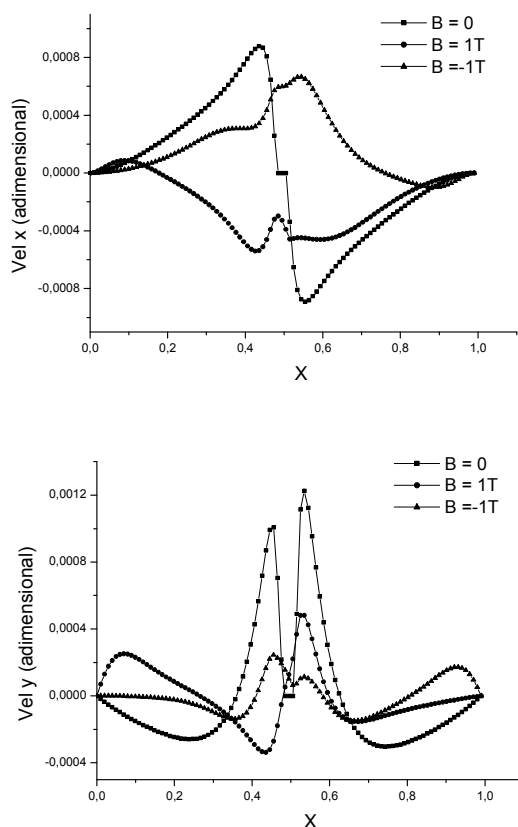 B = 0
B = 1T
B =-1T
0,0008
0,0004
0,0000
-0,0004
-0,0008
Vel x (adimensional)
0,0
0,2
0,4
0,6
0,8
1,0
X
B = 0
B = 1T
B =-1T
0,0012
0,0008
0,0004
0,0000
-0,0004
Vel y (adimensional)
0,0
0,2
0,4
0,6
0,8
1,0
X